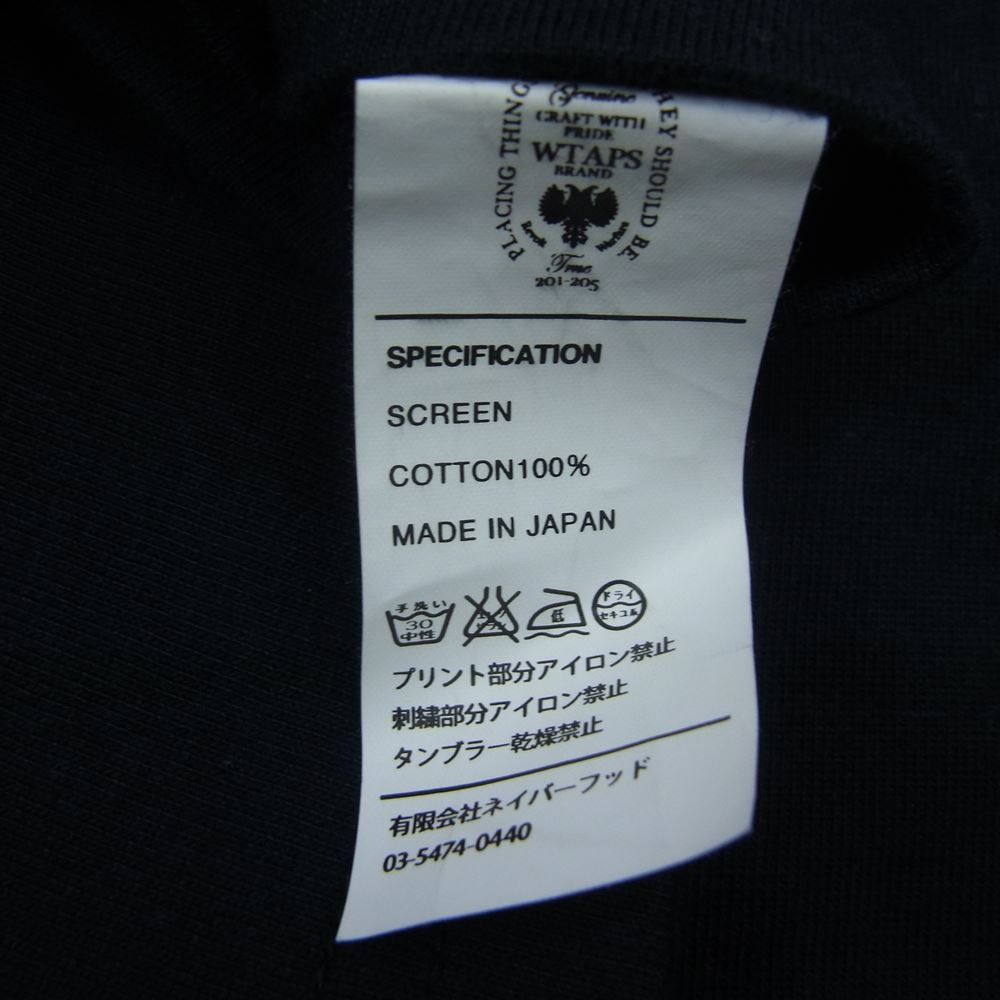 Genuine
CRAFT WITH
PRIDE
WTAPS
BRAND
PLACING THING
HEY SHOULD BE
True
201-205
SPECIFICATION
SCREEN
COTTON100%
MADE IN JAPAN
手洗い
30
中性
低
ドライ
セキユ系
プリント部分アイロン禁止
刺繍部分アイロン禁止
タンブラー乾燥禁止
有限会社ネイバーフッド
03-5474-0440